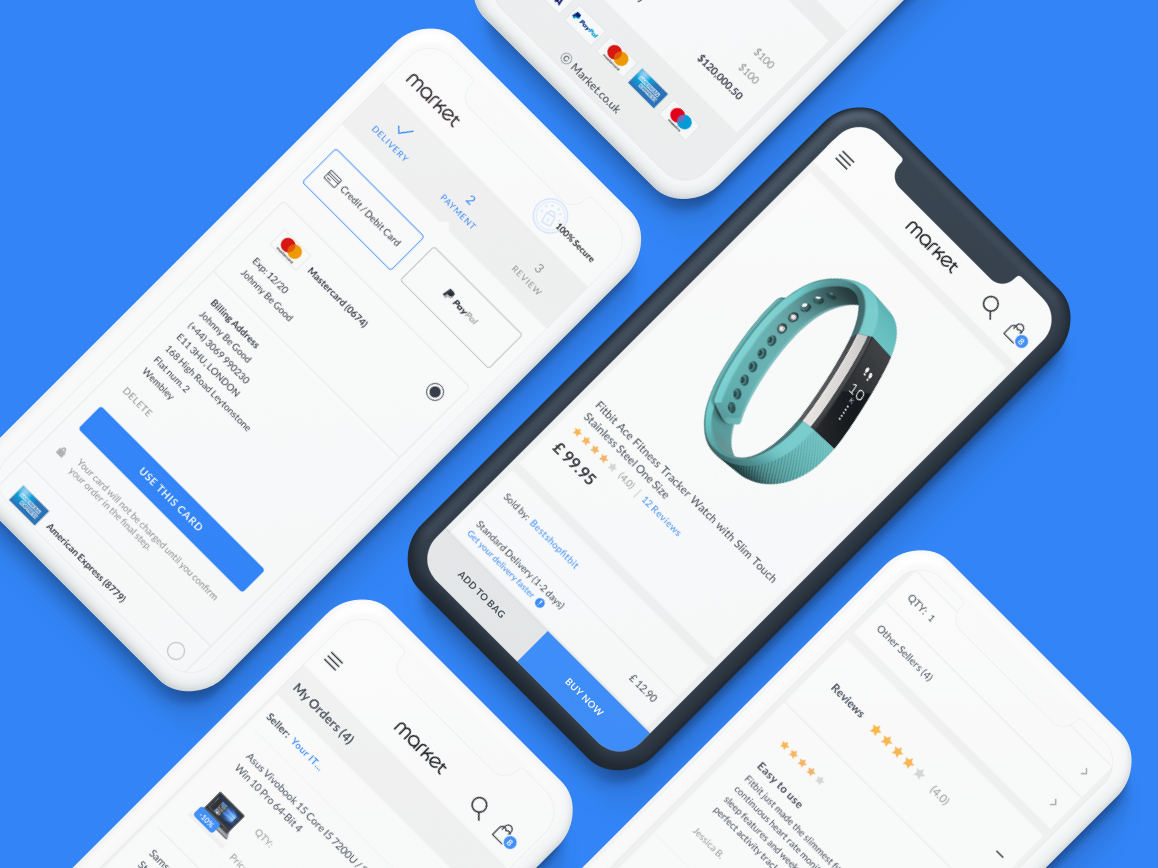 PayPal
mastercard
AMERICAN EXPRESS
© Market.co.uk
$100
$100
$120,000.50
market
DELIVERY
2
PAYMENT
3
REVIEW
100% Secure
Credit / Debit Card
PayPal
mastercard
Mastercard (0674)
Exp: 12/20
Johnny Be Good
Billing Address
Johnny Be Good
(+44) 3069 990230
E11 3HU, LONDON
168 High Road Leytonstone
Flat num. 2
Wembley
DELETE
USE THIS CARD
Your card will not be charged until you confirm
your order in the final step.
AMERICAN EXPRESS
American Express (8779)
market
8
10
Fitbit Ace Fitness Tracker Watch with Slim Touch
Stainless Steel One Size
(4.0) | 12 Reviews
£ 99.95
Sold by: Bestshopfitbit
Standard Delivery (1-2 days)
£ 12.90
Get your delivery faster
ADD TO BAG
BUY NOW
market
8
My Orders (4)
Seller: Your IT...
Asus Vivobook 15 Core I5 7200U /
Win 10 Pro 64-Bit 4
-10%
QTY:
QTY: 1
Other Sellers (4)
Reviews
(4.0)
Easy to use
Fitbit just made the slimmest
continuous heart rate
sleep features and
perfect activity
Jessica B.